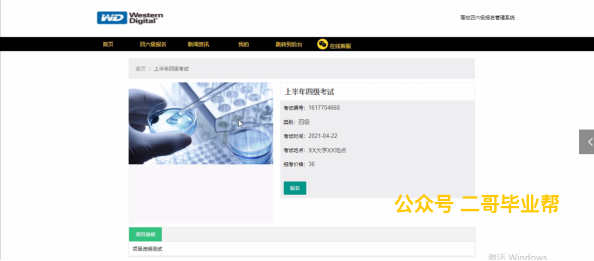 WD Western Digital
高校四六级报名管理系统
首页 四六级报名 新闻资讯 我的 跳转到后台 在线客服
首页 / 上半年四级考试
上半年四级考试
考试编号: 1617704668
类别: 四级
考试时间: 2021-04-22
考试地点: XX大学XX地点
报考价格: 36
报名
公众号 二哥毕业帮
项目说明
项目说明测试
激活 Windows